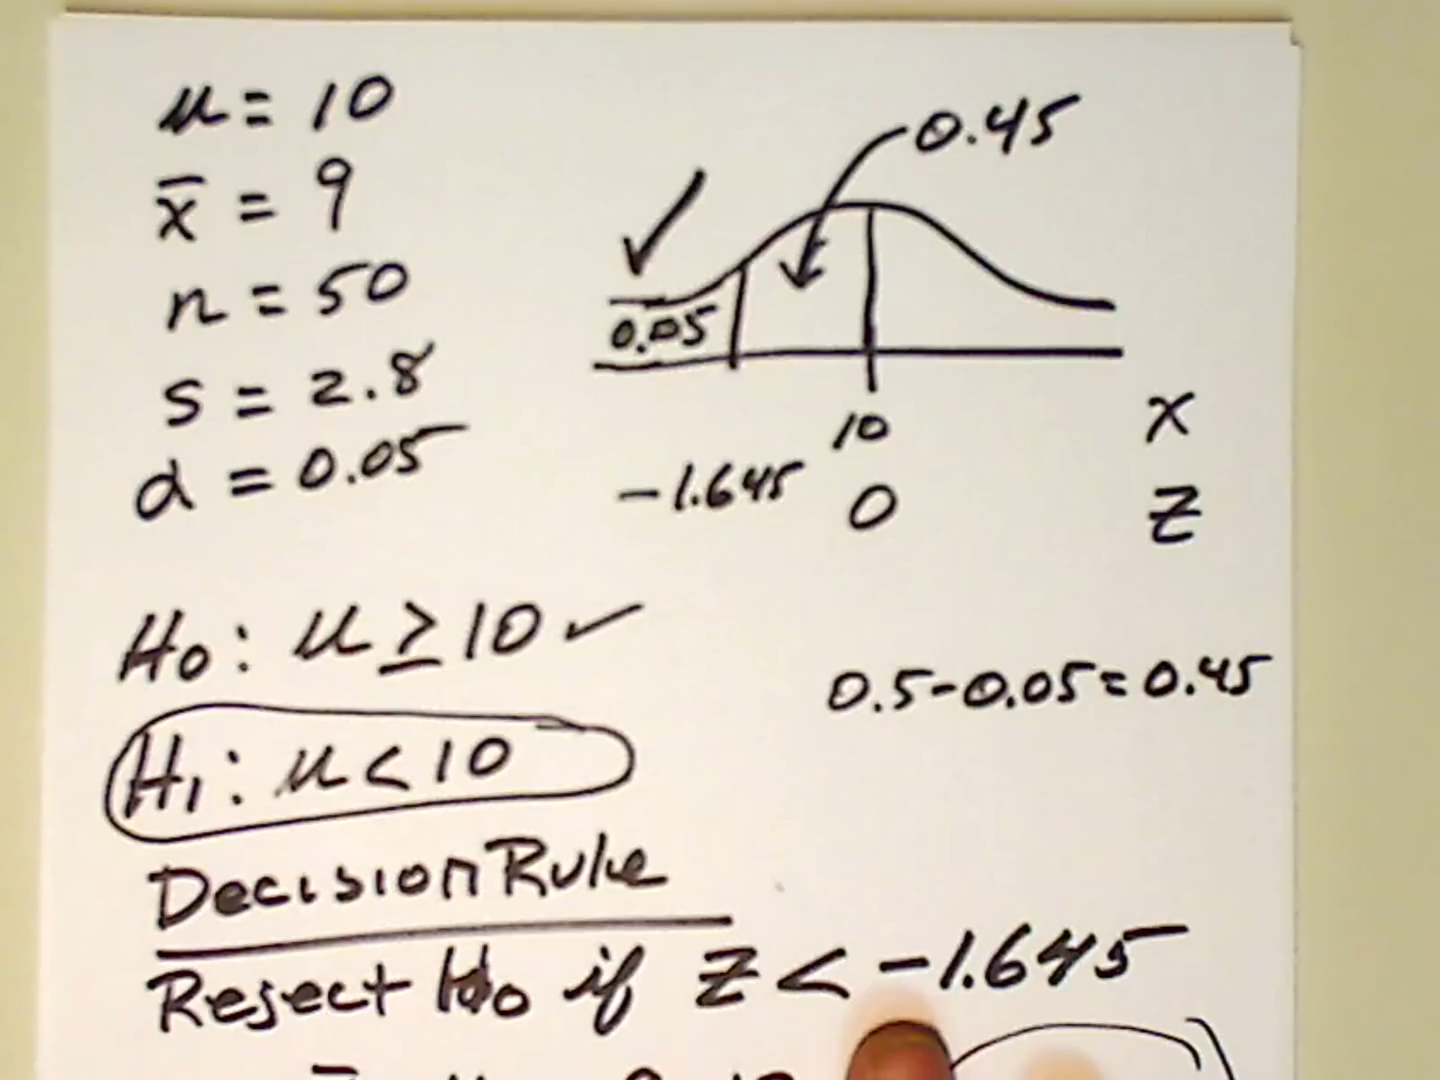 μ = 10
x̄ = 9
n = 50
s = 2.8
α = 0.05
0.45
0.05
10
x
-1.645
0
Z
H0: μ ≥ 10 ✓
0.5-0.05=0.45
H1: μ < 10
Decision Rule
Reject H0 if Z < -1.645